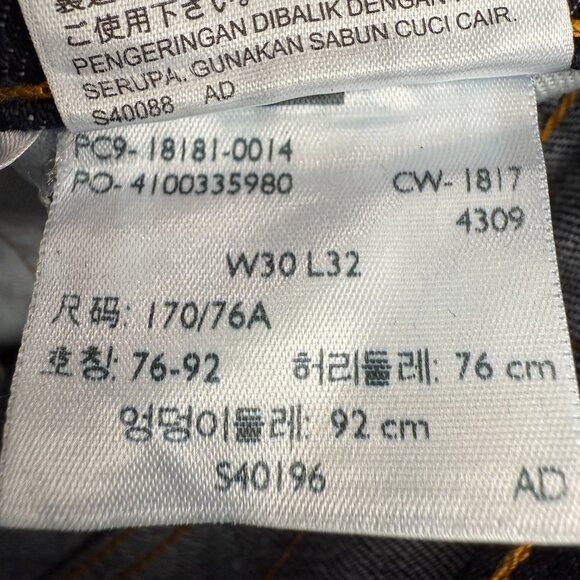 ご使用下さい。
PENGERINGAN DIBALIK DENGAN
SERUPA. GUNAKAN SABUN CUCI CAIR.
S40088 AD
PC9-18181-0014
PO-4100335980 CW-1817
4309
W30 L32
尺码: 170/76A
호칭: 76-92 허리둘레: 76 cm
엉덩이둘레: 92 cm
S40196 AD